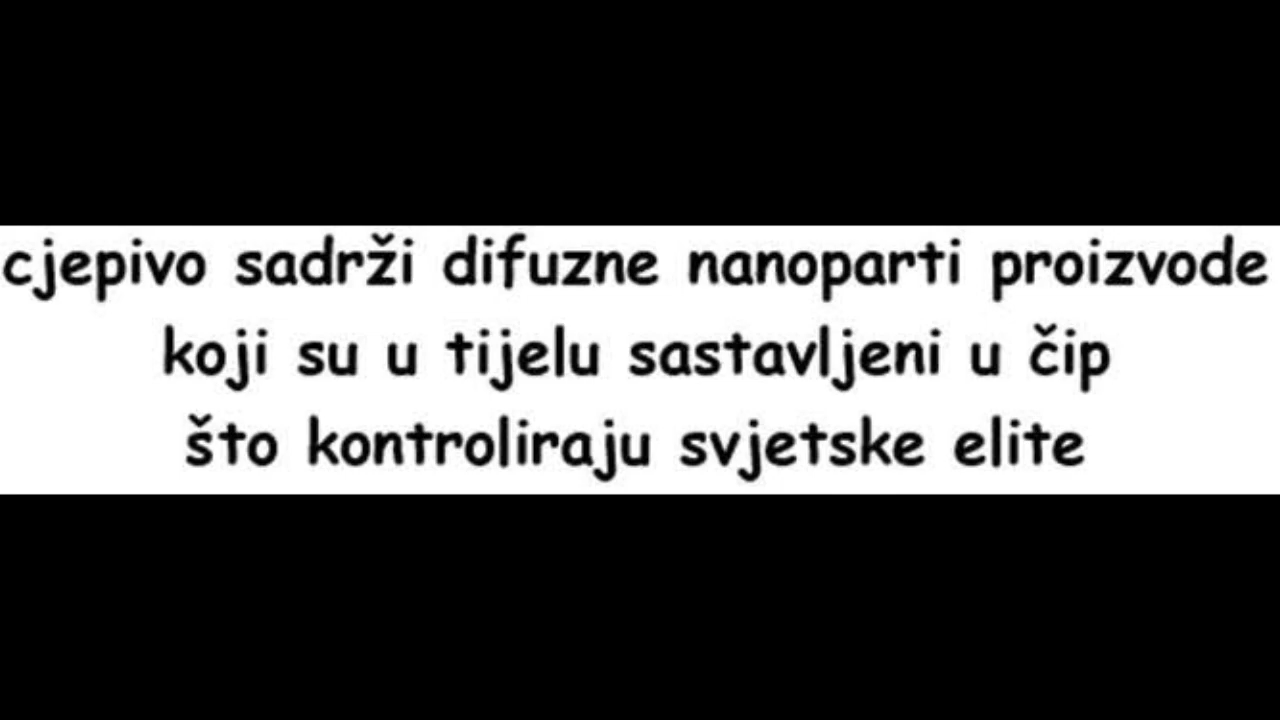 cjepivo sadrži difuzne nanoparti proizvode
koji su u tijelu sastavljeni u čip
što kontroliraju svjetske elite